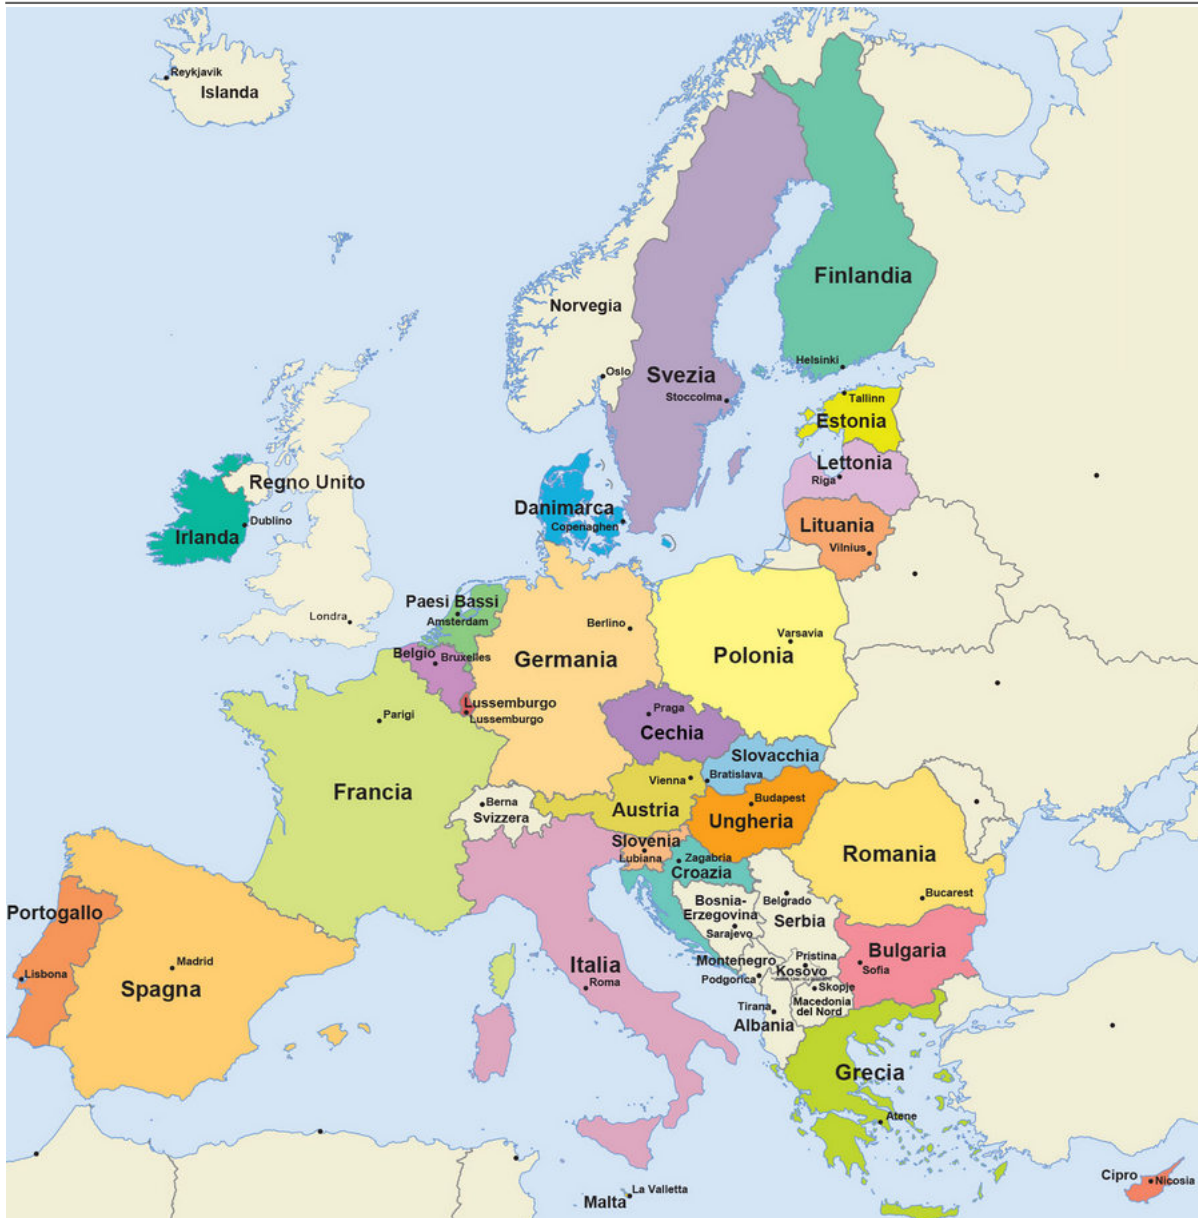 Reykjavik
Islanda
Finlandia
Norvegia
Helsinki
Oslo
Svezia
Stoccolma
Tallinn
Estonia
Lettonia
Riga
Regno Unito
Danimarca
Copenaghen
Dublino
Irlanda
Lituania
Vilnius
Paesi Bassi
Amsterdam
Londra
Berlino
Varsavia
Belgio
Bruxelles
Germania
Polonia
Lussemburgo
Lussemburgo
Parigi
Praga
Cechia
Slovacchia
Bratislava
Vienna
Francia
Berna
Svizzera
Austria
Budapest
Ungheria
Slovenia
Lubiana
Zagabria
Croazia
Romania
Bucarest
Bosnia-
Erzegovina
Sarajevo
Belgrado
Serbia
Portogallo
Lisbona
Madrid
Spagna
Italia
Roma
Montenegro
Podgorica
Pristina
Kosovo
Bulgaria
Sofia
Skopje
Macedonia
del Nord
Tirana
Albania
Grecia
Atene
Malta
La Valletta
Cipro
Nicosia